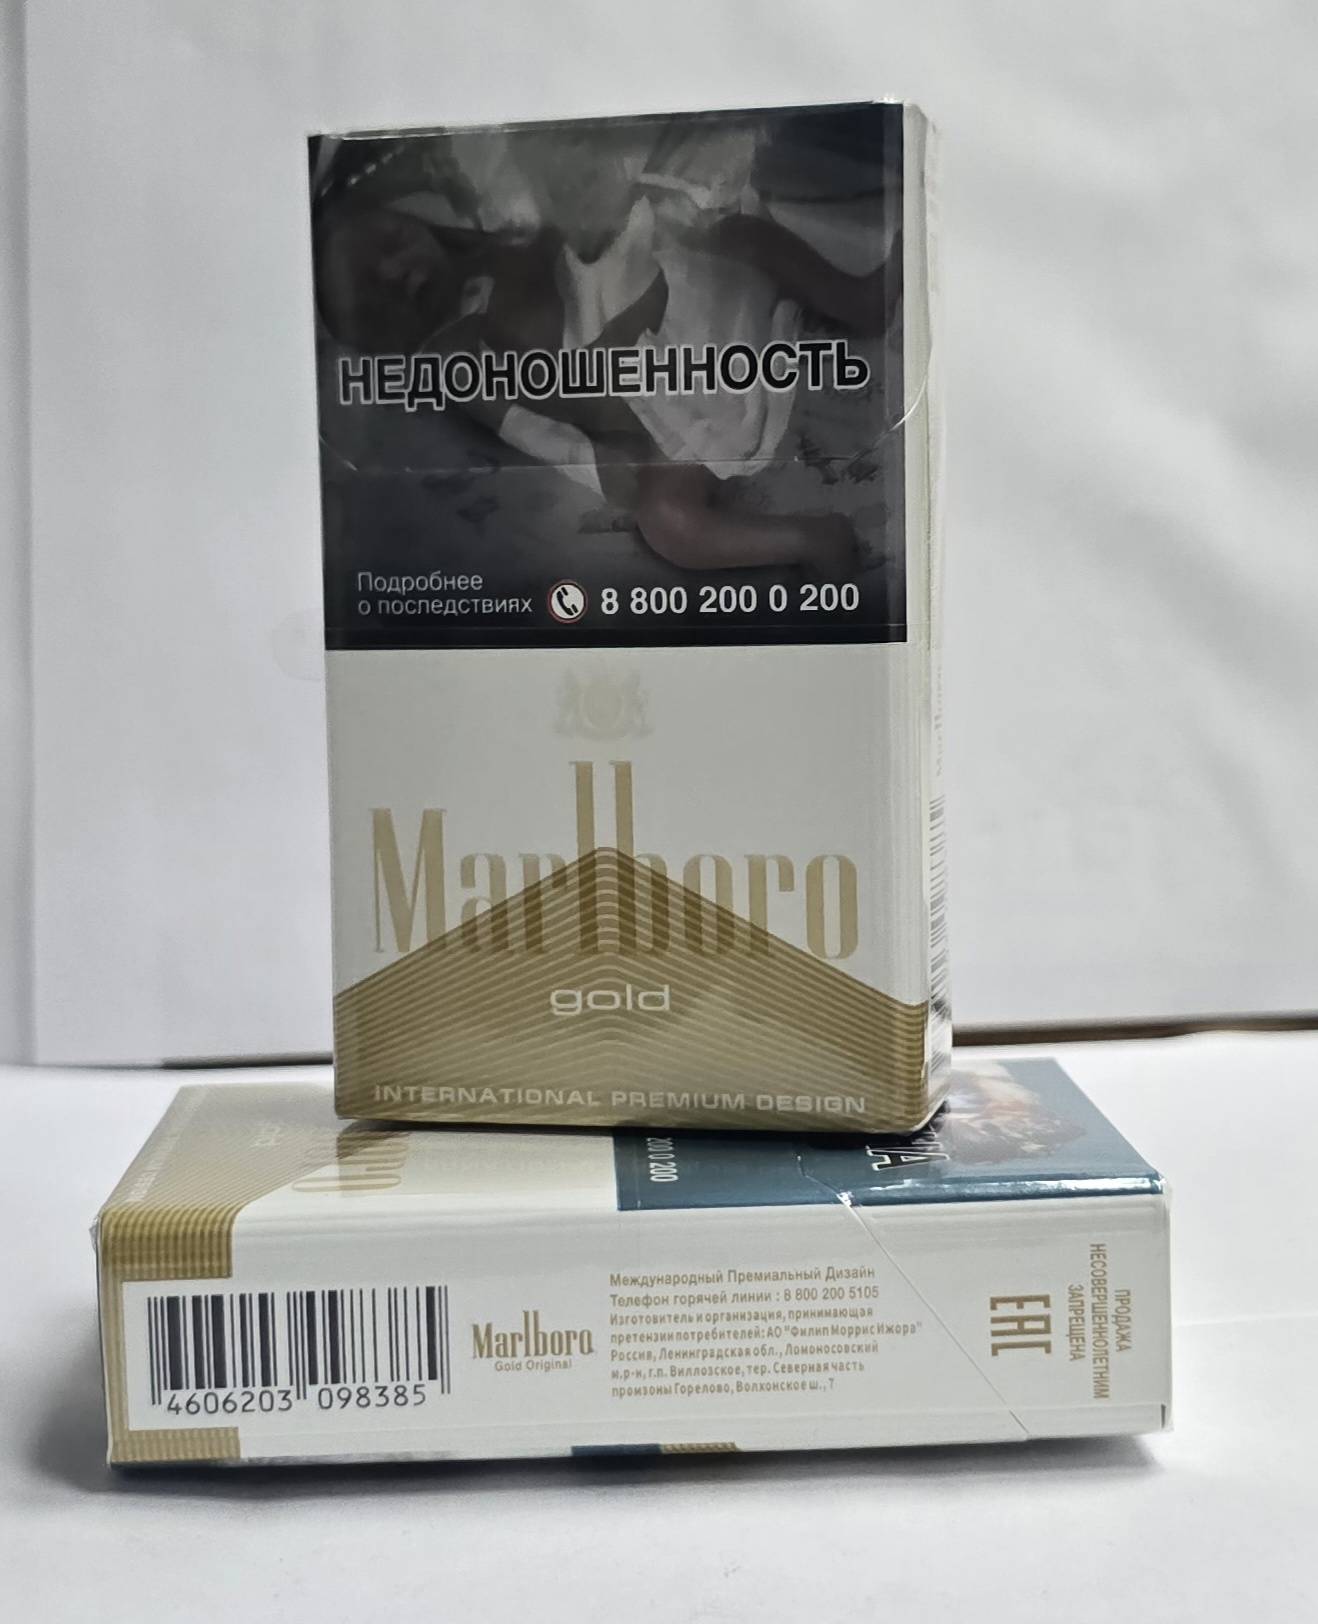 НЕДОНОШЕННОСТЬ
Подробнее
о последствиях 8 800 200 0 200
Marlboro
gold
INTERNATIONAL PREMIUM DESIGN
200 0 200
4606203 098385
Marlboro
Gold Original
Международный Премиальный Дизайн
Телефон горячей линии : 8 800 200 5105
Изготовитель и организация, принимающая
претензии потребителей: АО "Филип Моррис Ижора"
Россия, Ленинградская обл., Ломоносовский
м.р-н, г.п. Виллозское, тер. Северная часть
промзоны Горелово, Волхонское ш., 7
EAC
ПРОДАЖА
НЕСОВЕРШЕННОЛЕТНИМ
ЗАПРЕЩЕНА